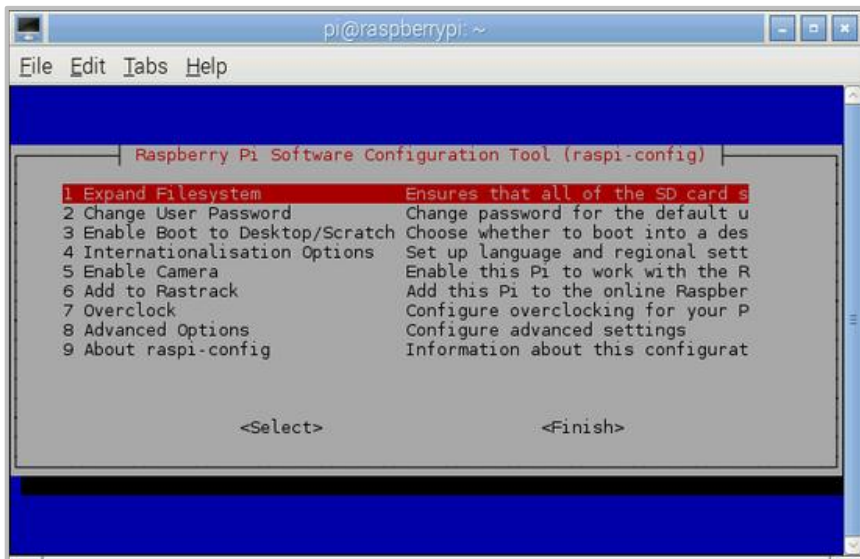 pi@raspberrypi: ~
File Edit Tabs Help
Raspberry Pi Software Configuration Tool (raspi-config)
1 Expand Filesystem Ensures that all of the SD card s
2 Change User Password Change password for the default u
3 Enable Boot to Desktop/Scratch Choose whether to boot into a des
4 Internationalisation Options Set up language and regional sett
5 Enable Camera Enable this Pi to work with the R
6 Add to Rastrack Add this Pi to the online Raspber
7 Overclock Configure overclocking for your P
8 Advanced Options Configure advanced settings
9 About raspi-config Information about this configurat
<Select> <Finish>